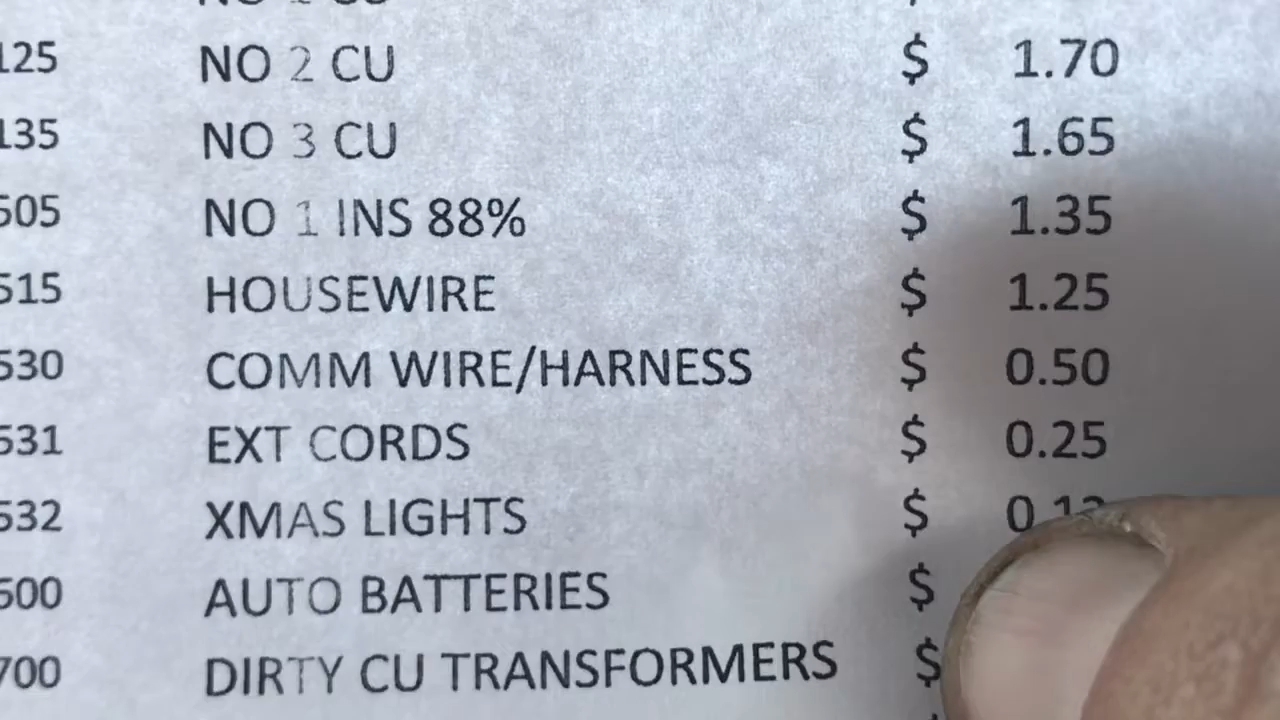 125 NO 2 CU $ 1.70
135 NO 3 CU $ 1.65
505 NO 1 INS 88% $ 1.35
515 HOUSEWIRE $ 1.25
530 COMM WIRE/HARNESS $ 0.50
531 EXT CORDS $ 0.25
532 XMAS LIGHTS $
600 AUTO BATTERIES $
700 DIRTY CU TRANSFORMERS $